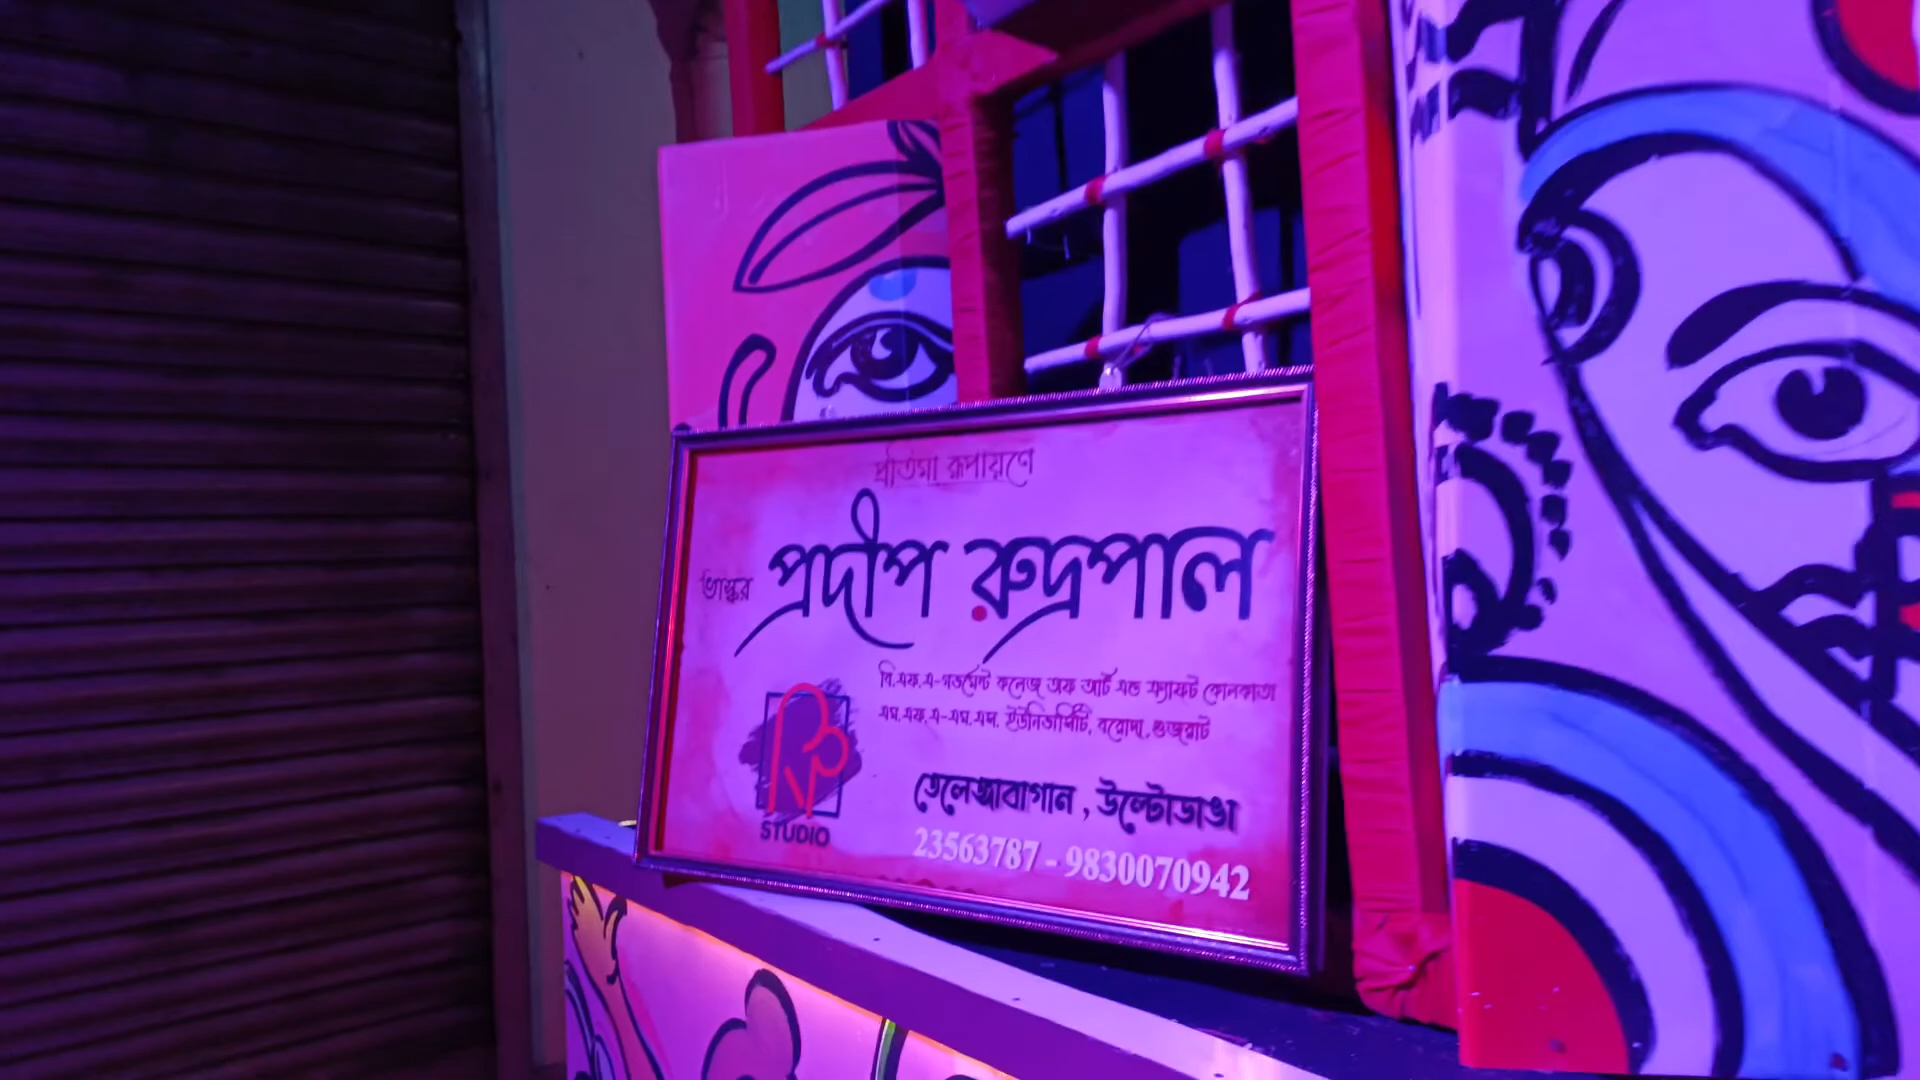 প্রতিমা রূপায়ণে
ভাস্কর প্রদীপ রুদ্রপাল
বি.এফ.এ-গভর্মেন্ট কলেজ অফ আর্ট এন্ড ক্র্যাফট কোলকাতা
এম.এফ.এ-এম.এস. ইউনিভার্সিটি, বরোদা, গুজরাট
STUDIO
তেলেঙ্গাবাগান, উল্টোডাঙা
23563787 - 9830070942